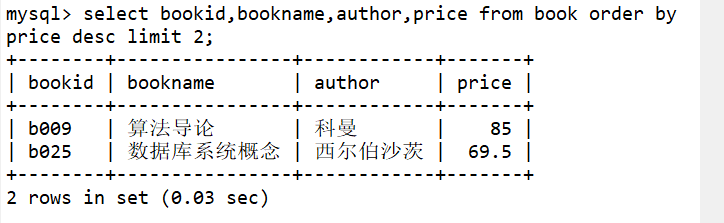 mysql> select bookid,bookname,author,price from book order by
price desc limit 2;
+--------+----------------+------------+-------+
| bookid | bookname       | author     | price |
+--------+----------------+------------+-------+
| b009   | 算法导论       | 科曼       |    85 |
| b025   | 数据库系统概念 | 西尔伯沙茨 |  69.5 |
+--------+----------------+------------+-------+
2 rows in set (0.03 sec)